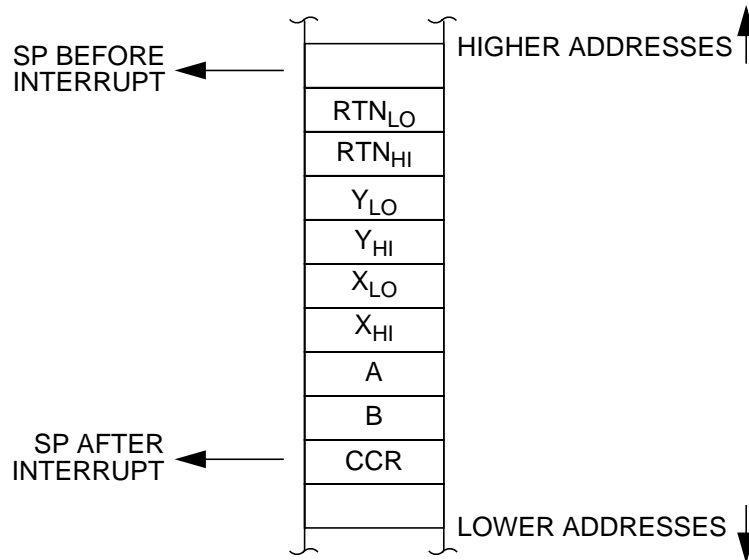 HIGHER ADDRESSES
SP BEFORE
INTERRUPT
RTNLO
RTNHI
YLO
YHI
XLO
XHI
A
B
SP AFTER
INTERRUPT
CCR
LOWER ADDRESSES